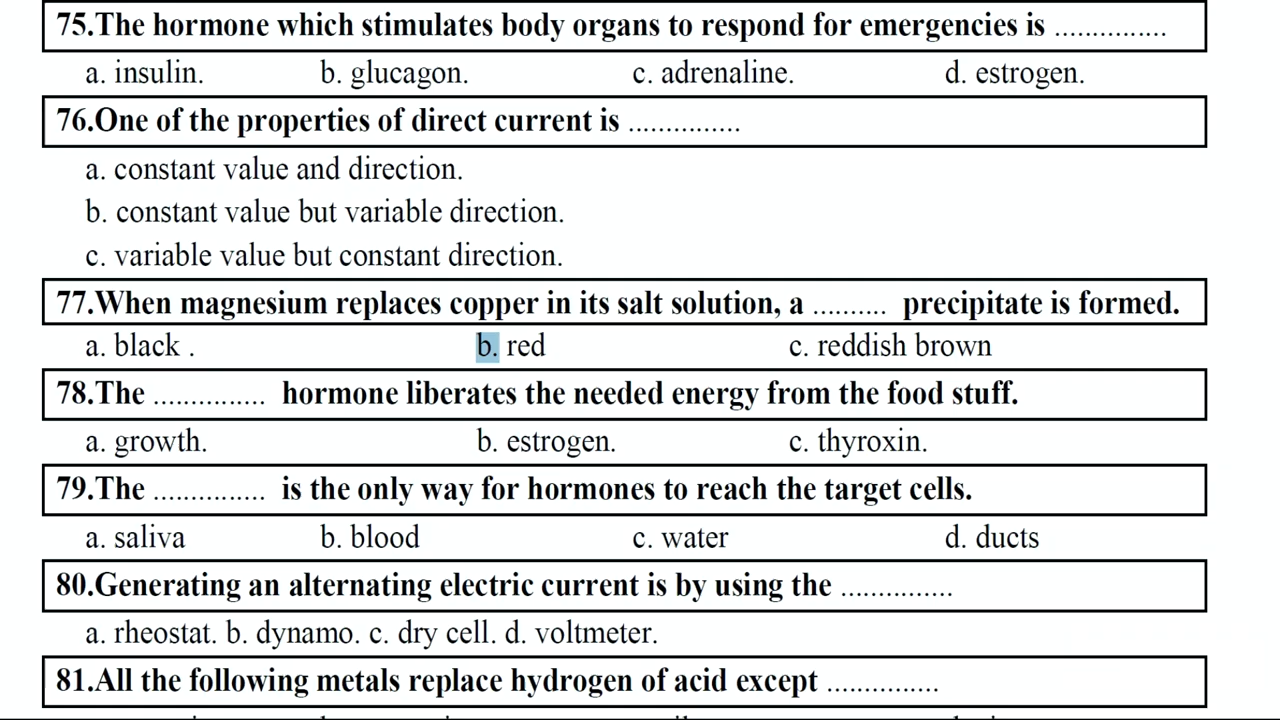 75.The hormone which stimulates body organs to respond for emergencies is ...............
a. insulin. b. glucagon. c. adrenaline. d. estrogen.
76.One of the properties of direct current is ...............
a. constant value and direction.
b. constant value but variable direction.
c. variable value but constant direction.
77.When magnesium replaces copper in its salt solution, a .......... precipitate is formed.
a. black . b. red c. reddish brown
78.The ............... hormone liberates the needed energy from the food stuff.
a. growth. b. estrogen. c. thyroxin.
79.The ............... is the only way for hormones to reach the target cells.
a. saliva b. blood c. water d. ducts
80.Generating an alternating electric current is by using the ...............
a. rheostat. b. dynamo. c. dry cell. d. voltmeter.
81.All the following metals replace hydrogen of acid except ...............